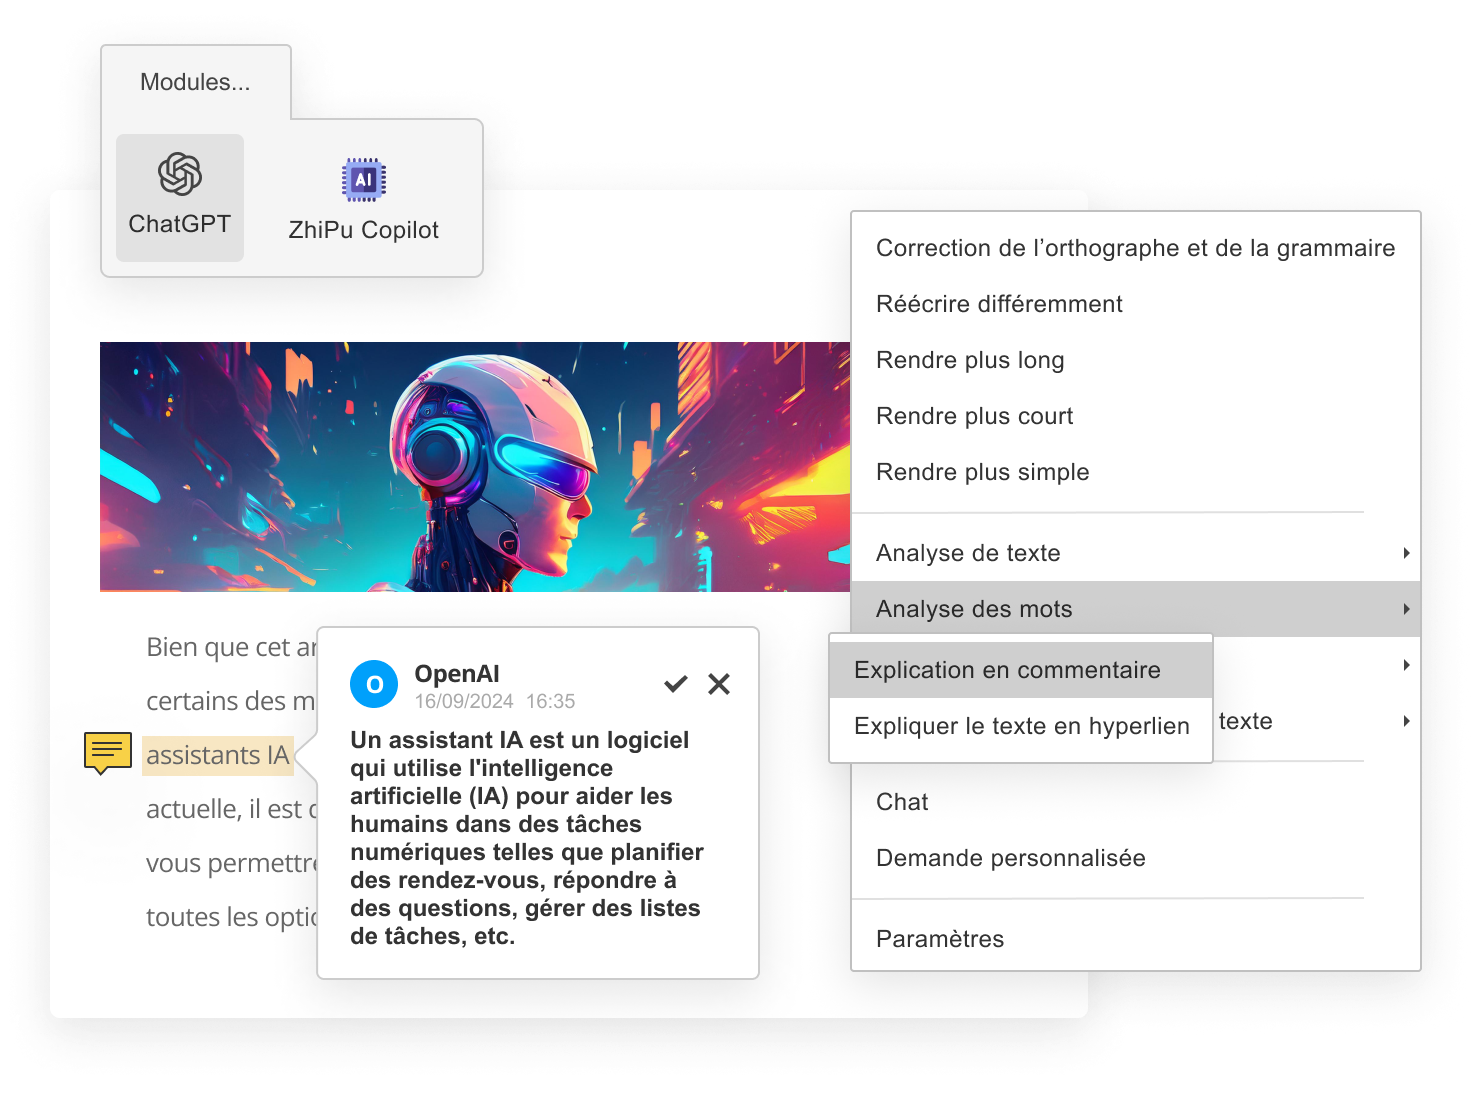 Modules...
ChatGPT
AI
ZhiPu Copilot
Correction de l’orthographe et de la grammaire
Réécrire différemment
Rendre plus long
Rendre plus court
Rendre plus simple
Analyse de texte
Analyse des mots
Explication en commentaire
Expliquer le texte en hyperlien
texte
Chat
Demande personnalisée
Paramètres
Bien que cet
certains des
assistants IA
actuelle, il est
vous
toutes les
O
OpenAI
16/09/2024 16:35
Un assistant IA est un logiciel
qui utilise l'intelligence
artificielle (IA) pour aider les
humains dans des tâches
numériques telles que planifier
des rendez-vous, répondre à
des questions, gérer des listes
de tâches, etc.